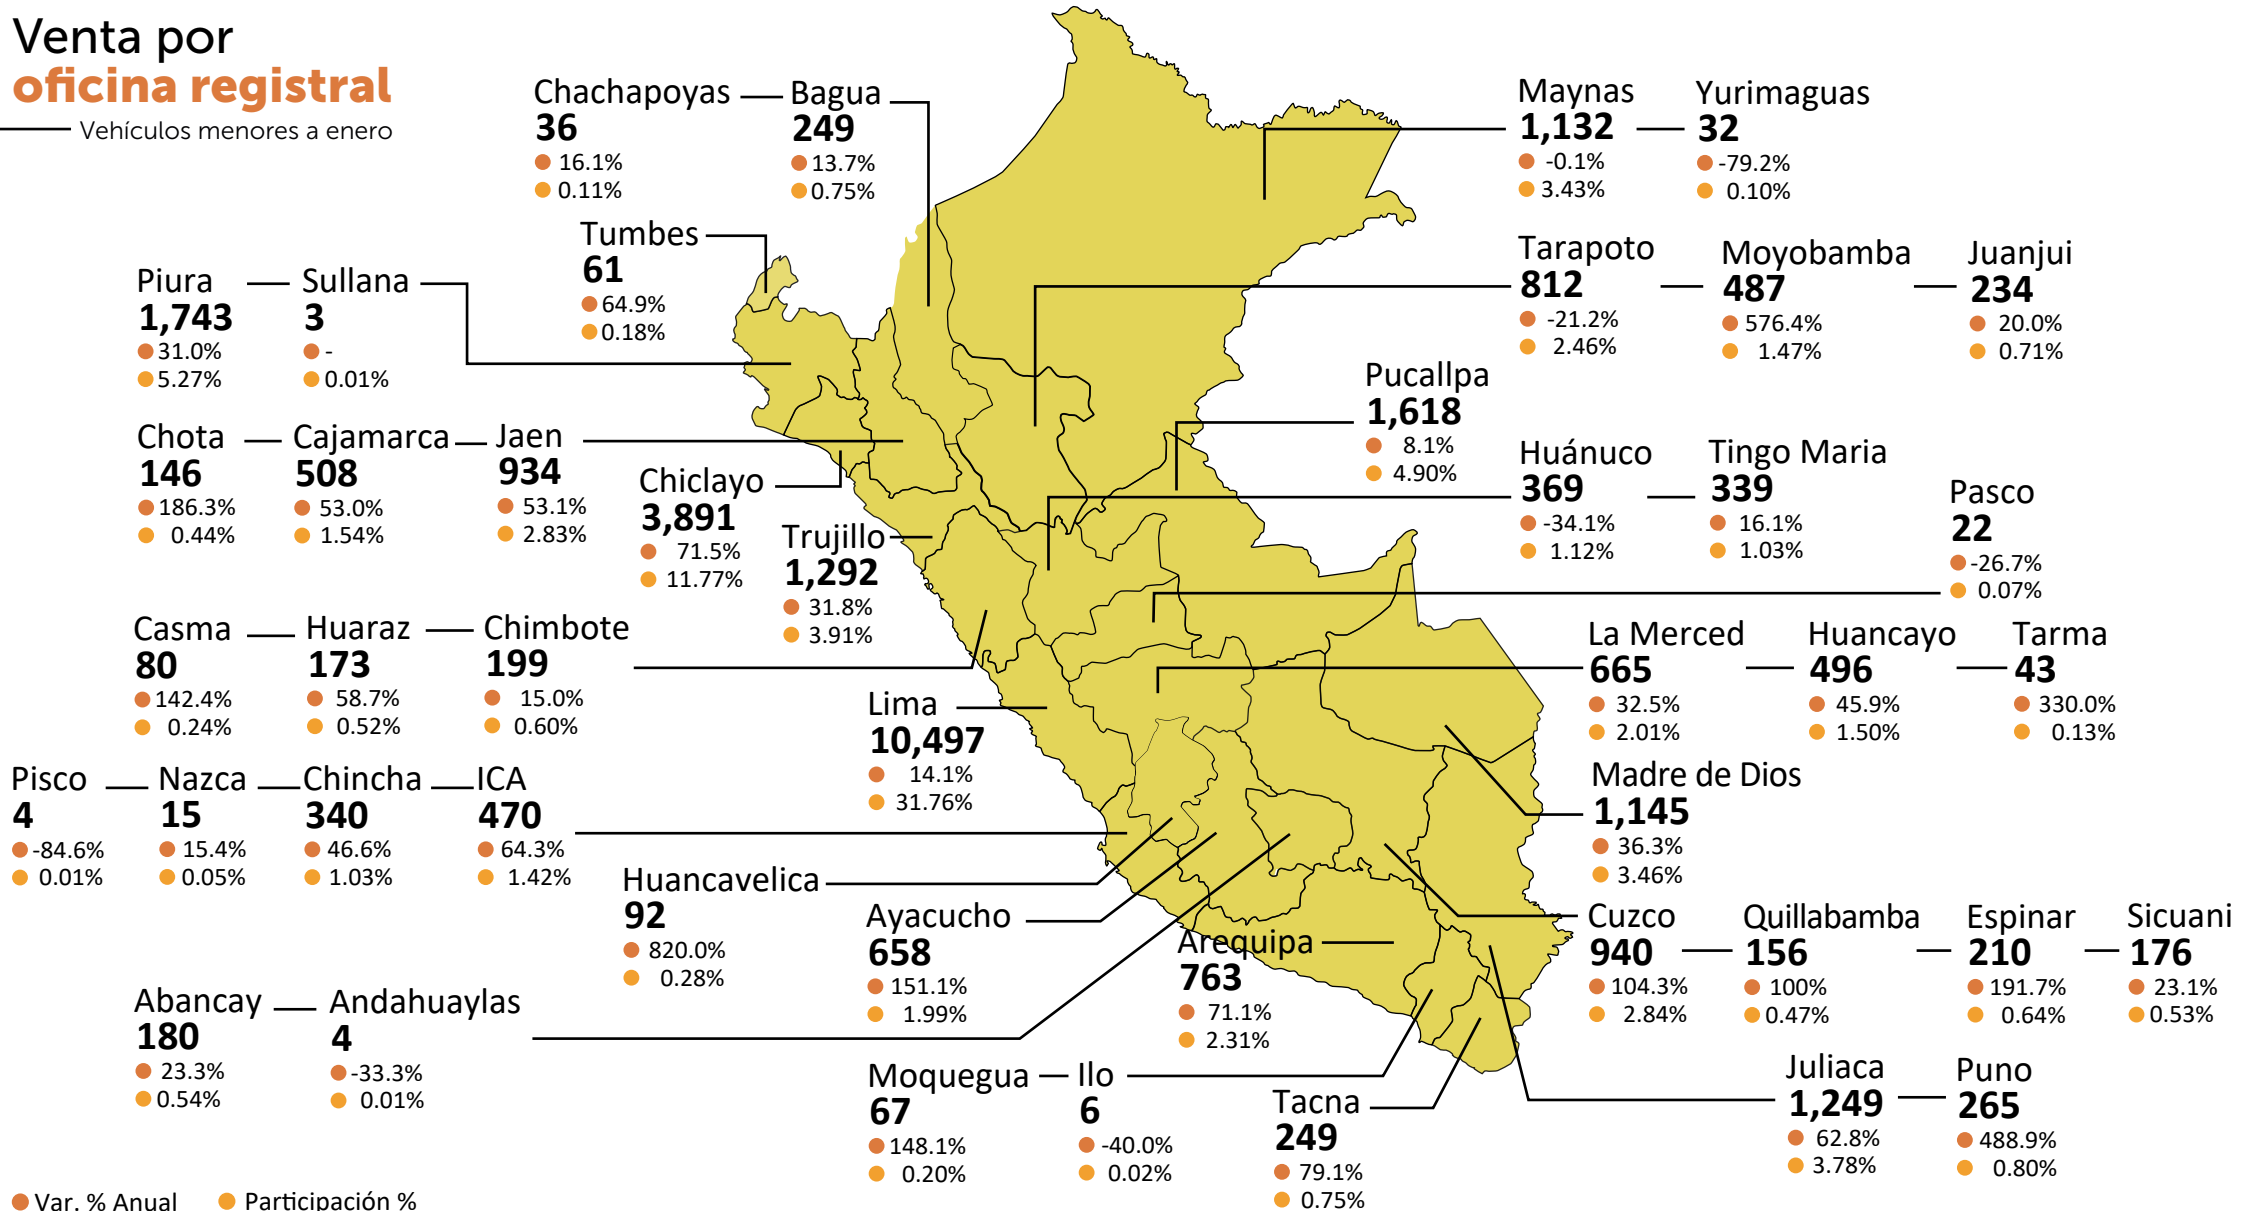 Venta por
oficina registral
Vehículos menores a enero
Chachapoyas
36
16.1%
0.11%
Bagua
249
13.7%
0.75%
Maynas
1,132
-0.1%
3.43%
Yurimaguas
32
-79.2%
0.10%
Tumbes
61
64.9%
0.18%
Piura
1,743
31.0%
5.27%
Sullana
3
-
0.01%
Tarapoto
812
-21.2%
2.46%
Moyobamba
487
576.4%
1.47%
Juanjui
234
20.0%
0.71%
Pucallpa
1,618
8.1%
4.90%
Chota
146
186.3%
0.44%
Cajamarca
508
53.0%
1.54%
Jaen
934
53.1%
2.83%
Chiclayo
3,891
71.5%
11.77%
Trujillo
1,292
31.8%
3.91%
Huánuco
369
-34.1%
1.12%
Tingo Maria
339
16.1%
1.03%
Pasco
22
-26.7%
0.07%
Casma
80
142.4%
0.24%
Huaraz
173
58.7%
0.52%
Chimbote
199
15.0%
0.60%
Lima
10,497
14.1%
31.76%
La Merced
665
32.5%
2.01%
Huancayo
496
45.9%
1.50%
Tarma
43
330.0%
0.13%
Pisco
4
-84.6%
0.01%
Nazca
15
15.4%
0.05%
Chincha
340
46.6%
1.03%
ICA
470
64.3%
1.42%
Madre de Dios
1,145
36.3%
3.46%
Huancavelica
92
820.0%
0.28%
Ayacucho
658
151.1%
1.99%
Arequipa
763
71.1%
2.31%
Cuzco
940
104.3%
2.84%
Quillabamba
156
100%
0.47%
Espinar
210
191.7%
0.64%
Sicuani
176
23.1%
0.53%
Abancay
180
23.3%
0.54%
Andahuaylas
4
-33.3%
0.01%
Moquegua
67
148.1%
0.20%
Ilo
6
-40.0%
0.02%
Tacna
249
79.1%
0.75%
Juliaca
1,249
62.8%
3.78%
Puno
265
488.9%
0.80%
Var. % Anual
Participación %